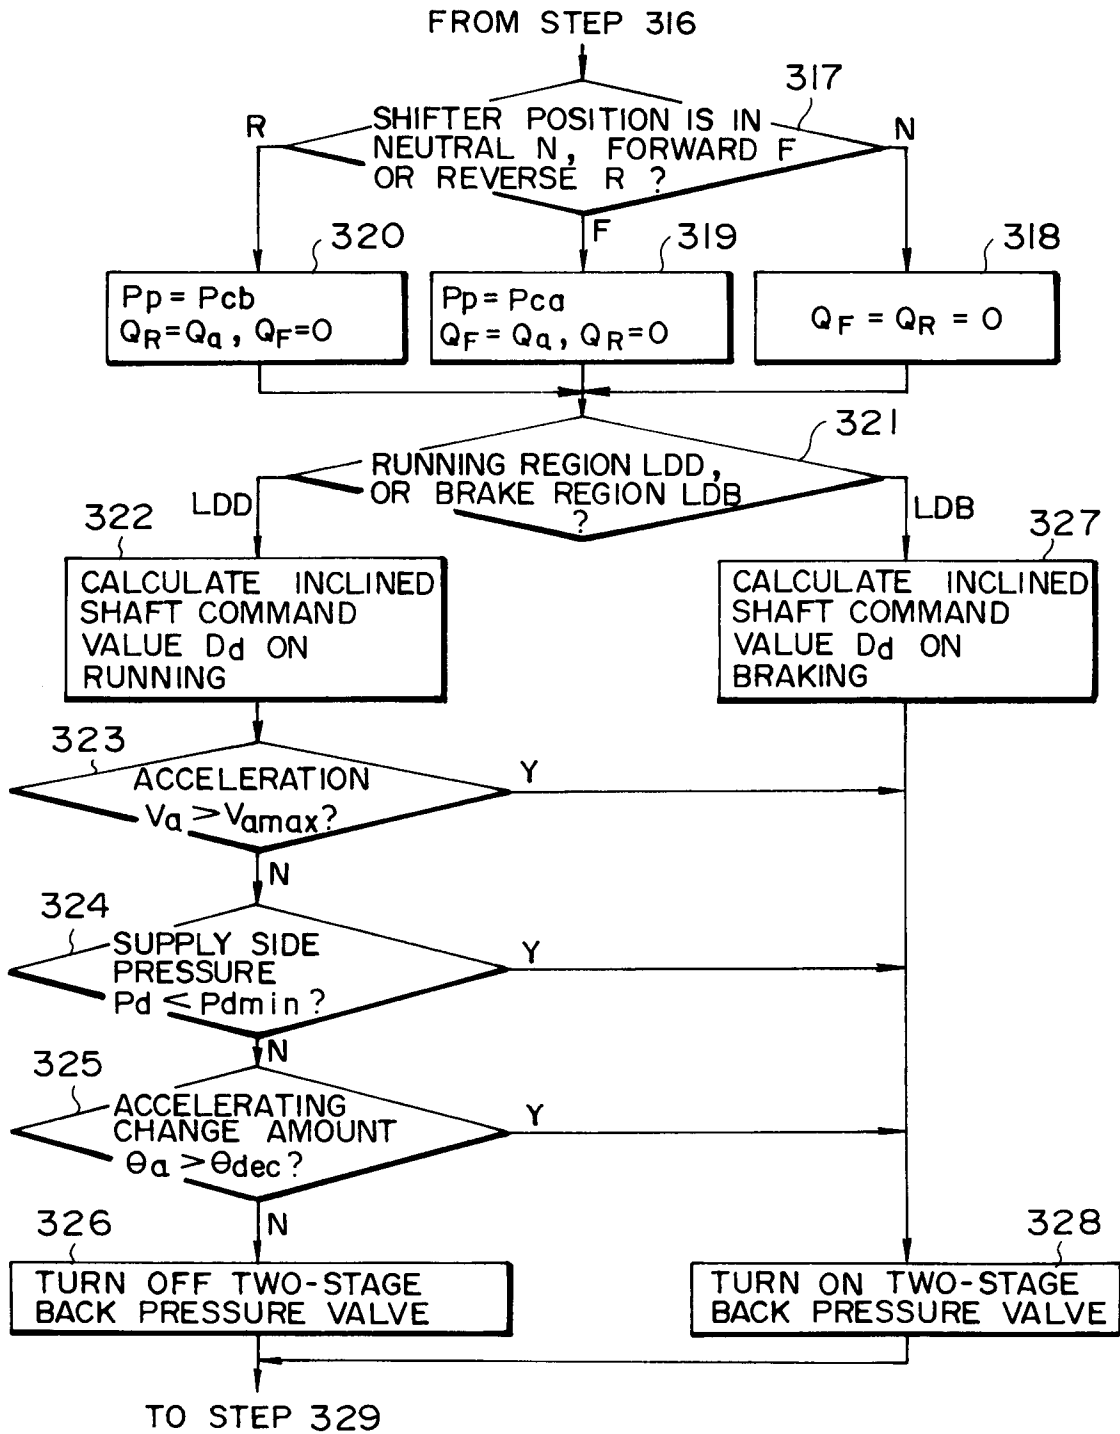 FROM STEP 316
317
SHIFTER POSITION IS IN
NEUTRAL N, FORWARD F
OR REVERSE R ?
R
N
F
320
319
318
Pp = Pcb
QR=Qa, QF=0
Pp = Pca
QF= Qa, QR=0
QF = QR = 0
321
RUNNING REGION LDD,
OR BRAKE REGION LDB
?
LDD
LDB
322
327
CALCULATE INCLINED
SHAFT COMMAND
VALUE Dd ON
RUNNING
CALCULATE INCLINED
SHAFT COMMAND
VALUE Dd ON
BRAKING
323
ACCELERATION
Va > Vamax?
Y
N
324
SUPPLY SIDE
PRESSURE
Pd < Pdmin ?
Y
N
325
ACCELERATING
CHANGE AMOUNT
θa > θdec?
Y
N
326
328
TURN OFF TWO-STAGE
BACK PRESSURE VALVE
TURN ON TWO-STAGE
BACK PRESSURE VALVE
TO STEP 329